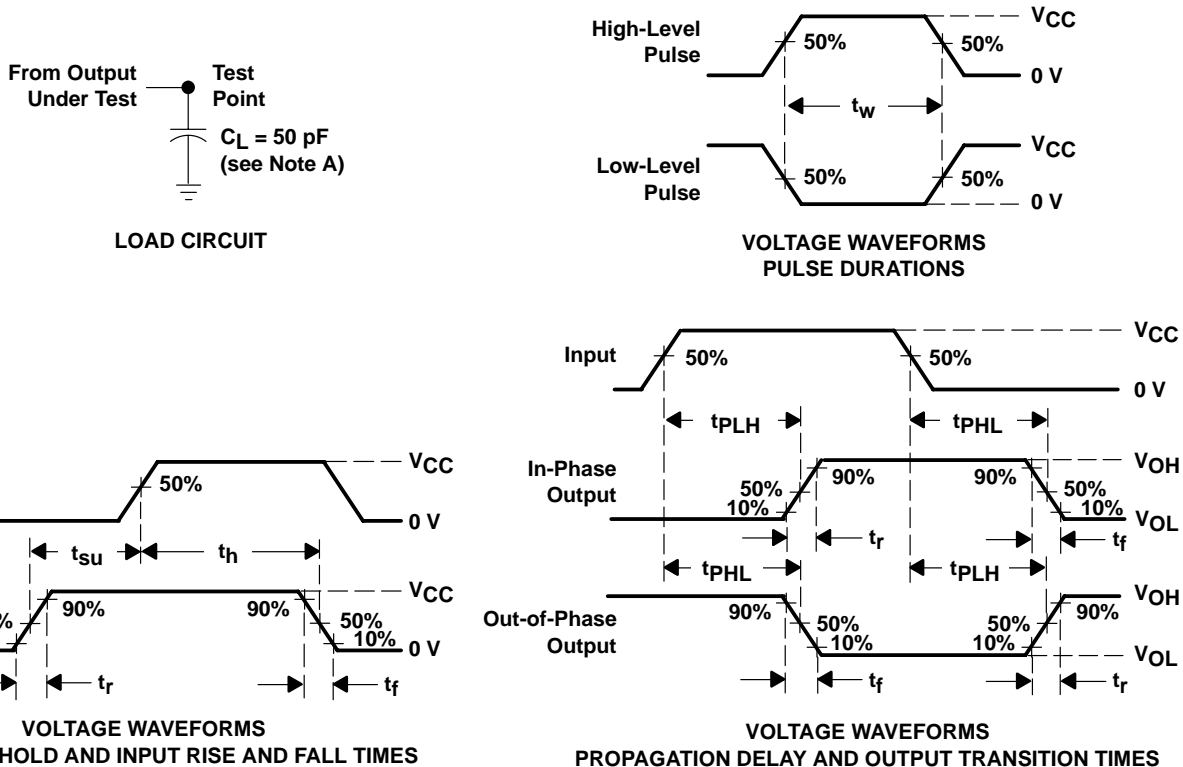 From Output
Under Test
Test
Point
CL = 50 pF
(see Note A)
LOAD CIRCUIT
High-Level
Pulse
50%
50%
VCC
0 V
tw
Low-Level
Pulse
50%
50%
VCC
0 V
VOLTAGE WAVEFORMS
PULSE DURATIONS
50%
VCC
0 V
tsu
th
90%
90%
50%
10%
VCC
0 V
tr
tf
VOLTAGE WAVEFORMS
HOLD AND INPUT RISE AND FALL TIMES
Input
50%
50%
VCC
0 V
tPLH
tPHL
In-Phase
Output
50%
10%
90%
90%
50%
10%
VOH
VOL
tr
tf
tPHL
tPLH
Out-of-Phase
Output
90%
50%
10%
50%
10%
90%
VOH
VOL
tf
tr
VOLTAGE WAVEFORMS
PROPAGATION DELAY AND OUTPUT TRANSITION TIMES